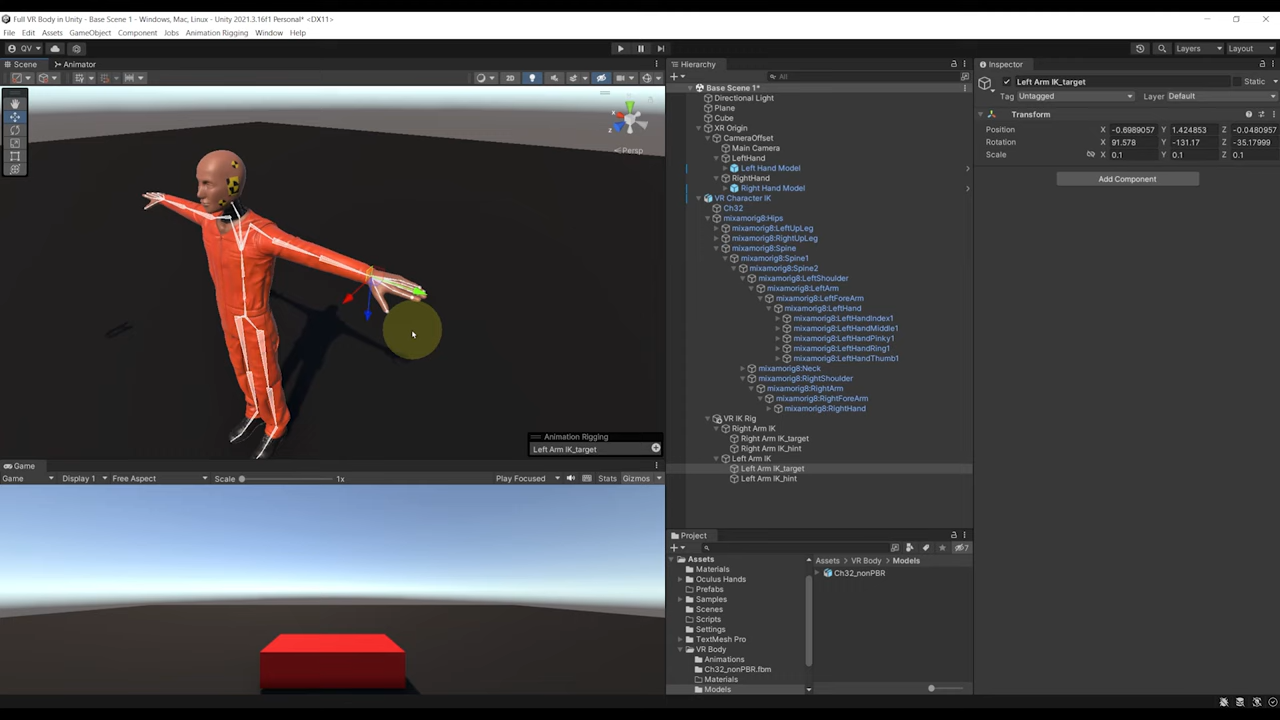 Full VR Body in Unity - Base Scene 1 - Windows, Mac, Linux - Unity 2021.3.16f1 Personal* <DX11>
File Edit Assets GameObject Component Jobs Animation Rigging Window Help
QV Layers Layout
Scene Animator
2D
y
x
z
Persp
Animation Rigging
Left Arm IK_target
Game
Game Display 1 Free Aspect Scale 1x Play Focused Stats Gizmos
Hierarchy
All
Base Scene 1*
Directional Light
Plane
Cube
XR Origin
CameraOffset
Main Camera
LeftHand
Left Hand Model
RightHand
Right Hand Model
VR Character IK
Ch32
mixamorig8:Hips
mixamorig8:LeftUpLeg
mixamorig8:RightUpLeg
mixamorig8:Spine
mixamorig8:Spine1
mixamorig8:Spine2
mixamorig8:LeftShoulder
mixamorig8:LeftArm
mixamorig8:LeftForeArm
mixamorig8:LeftHand
mixamorig8:LeftHandIndex1
mixamorig8:LeftHandMiddle1
mixamorig8:LeftHandPinky1
mixamorig8:LeftHandRing1
mixamorig8:LeftHandThumb1
mixamorig8:Neck
mixamorig8:RightShoulder
mixamorig8:RightArm
mixamorig8:RightForeArm
mixamorig8:RightHand
VR IK Rig
Right Arm IK
Right Arm IK_target
Right Arm IK_hint
Left Arm IK
Left Arm IK_target
Left Arm IK_hint
Project
7
Assets
Materials
Oculus Hands
Prefabs
Samples
Scenes
Scripts
Settings
TextMesh Pro
VR Body
Animations
Ch32_nonPBR.fbm
Materials
Models
Assets > VR Body > Models
Ch32_nonPBR
Inspector
Left Arm IK_target Static
Tag Untagged Layer Default
Transform
Position X -0.6989057 Y 1.424853 Z -0.0480957
Rotation X 91.578 Y -131.17 Z -35.17999
Scale X 0.1 Y 0.1 Z 0.1
Add Component